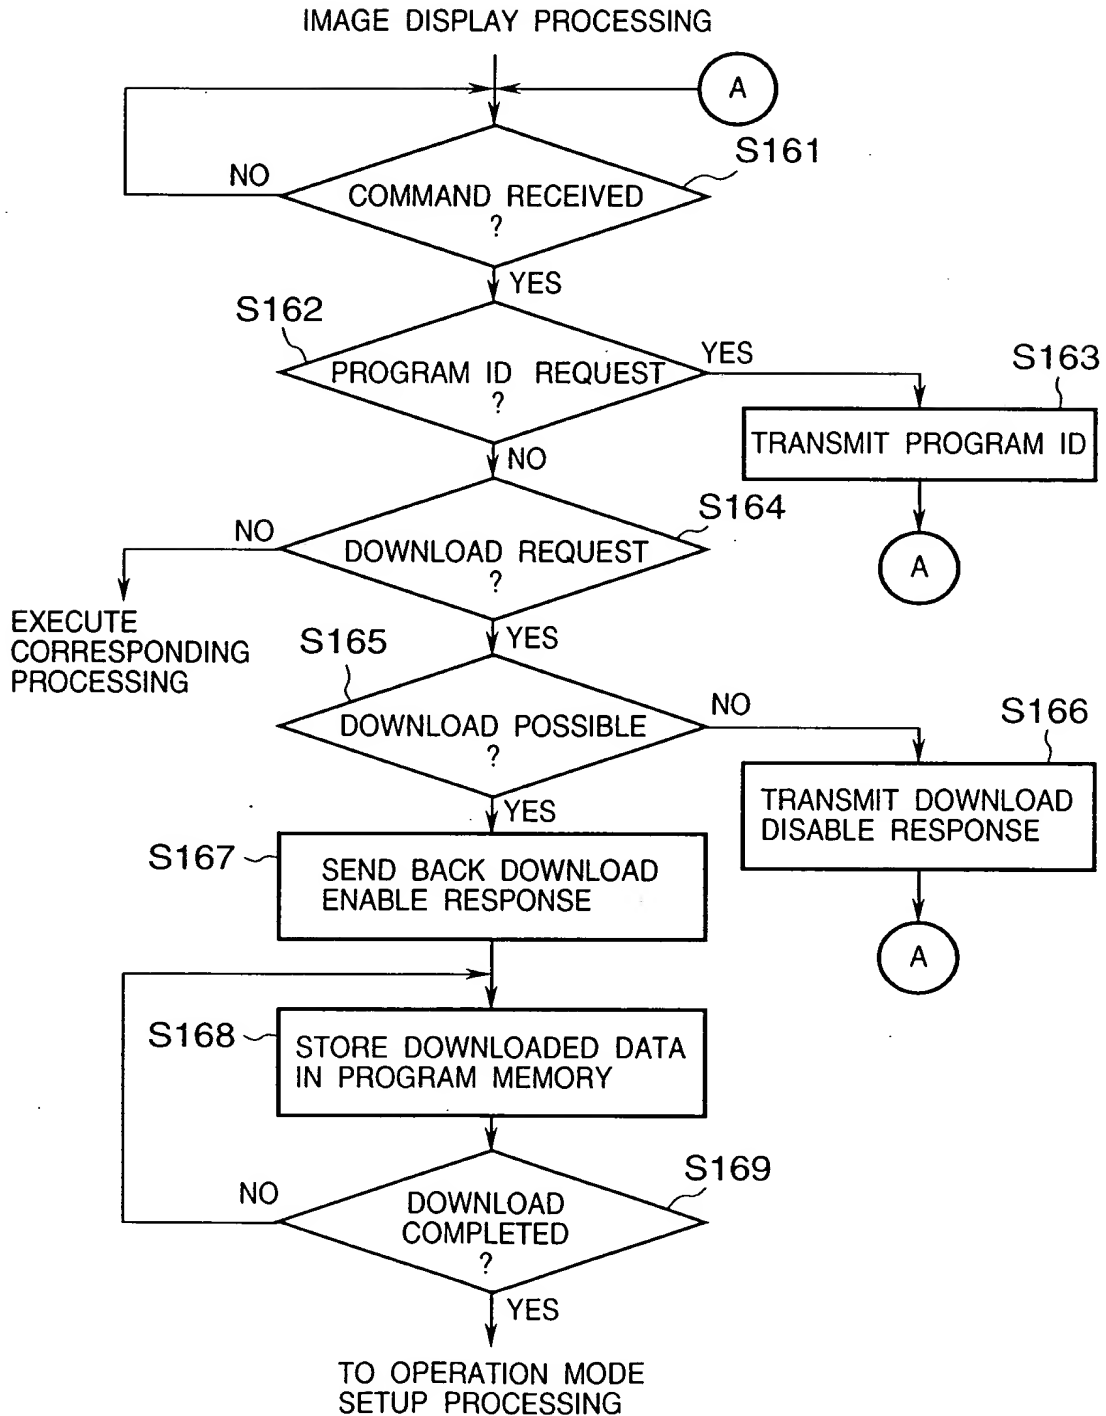 IMAGE DISPLAY PROCESSING
A
S161
NO
COMMAND RECEIVED
?
YES
S162
PROGRAM ID REQUEST
?
YES
S163
TRANSMIT PROGRAM ID
NO
A
S164
NO
DOWNLOAD REQUEST
?
EXECUTE
CORRESPONDING
PROCESSING
YES
S165
DOWNLOAD POSSIBLE
?
NO
S166
TRANSMIT DOWNLOAD
DISABLE RESPONSE
YES
S167
SEND BACK DOWNLOAD
ENABLE RESPONSE
A
S168
STORE DOWNLOADED DATA
IN PROGRAM MEMORY
S169
NO
DOWNLOAD
COMPLETED
?
YES
TO OPERATION MODE
SETUP PROCESSING